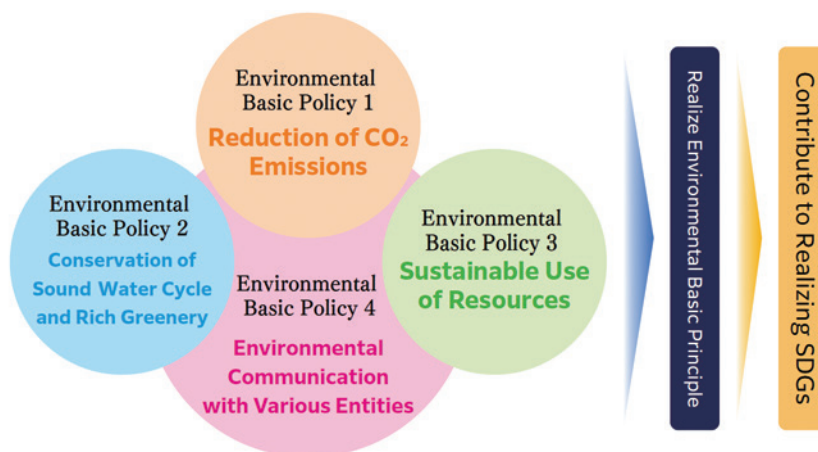 Environmental
Basic Policy 1
Reduction of CO₂
Emissions
Environmental
Basic Policy 2
Conservation of
Sound Water Cycle
and Rich Greenery
Environmental
Basic Policy 3
Sustainable Use
of Resources
Environmental
Basic Policy 4
Environmental
Communication
with Various Entities
Realize Environmental Basic Principle
Contribute to Realizing SDGs